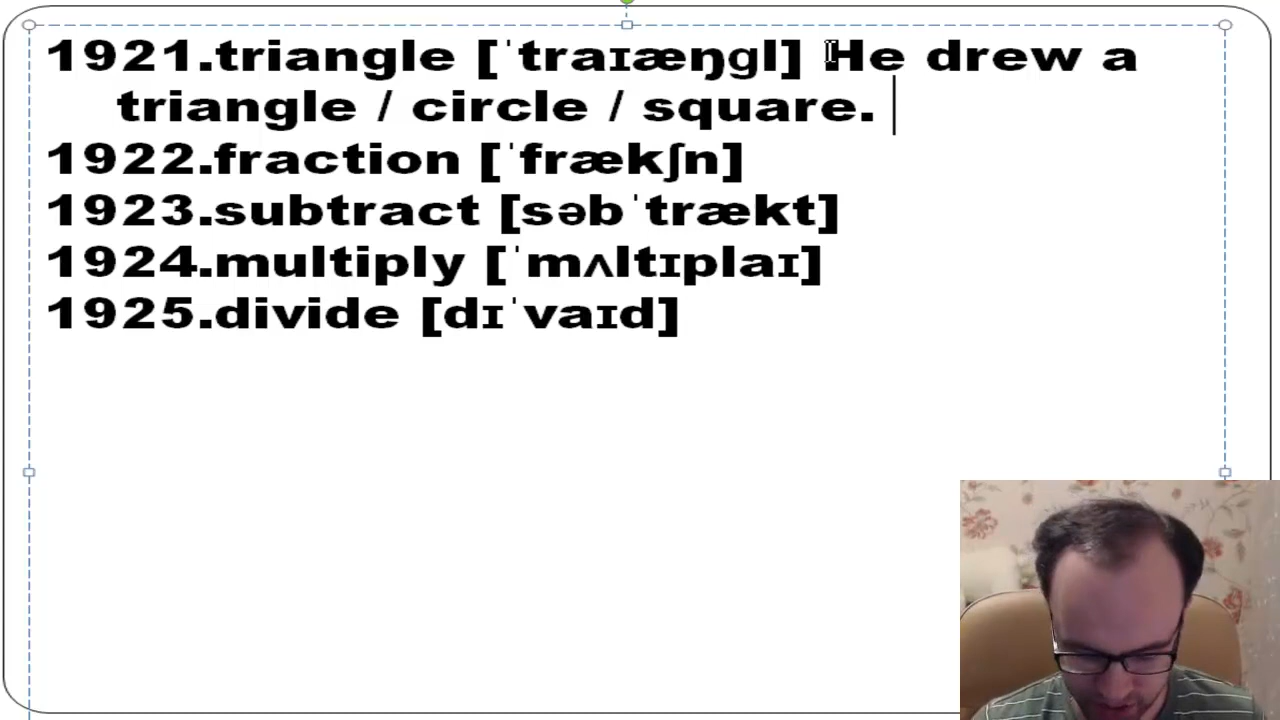 1921.triangle [ˈtraɪæŋgl] He drew a
triangle / circle / square.
1922.fraction [ˈfrækʃn]
1923.subtract [səbˈtrækt]
1924.multiply [ˈmʌltɪplaɪ]
1925.divide [dɪˈvaɪd]